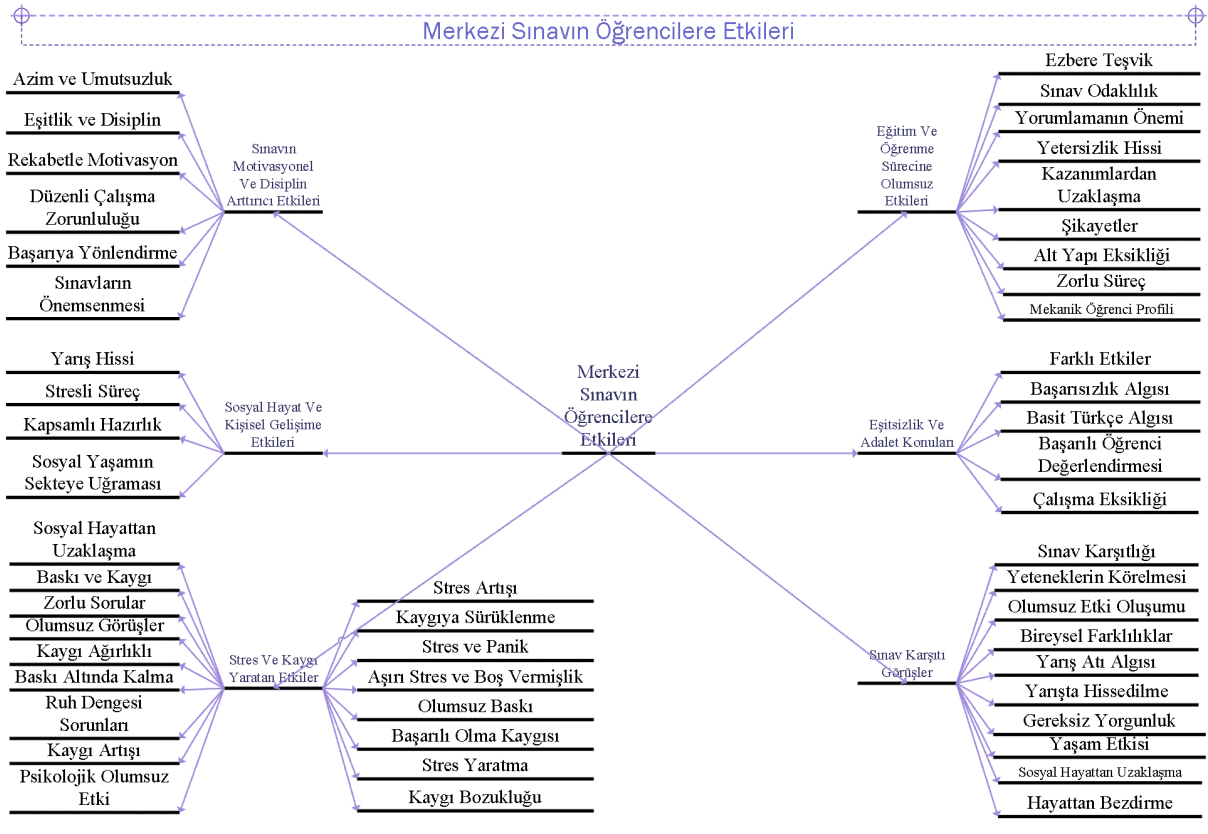 Merkezi Sınavın Öğrencilere Etkileri
Azim ve Umutsuzluk
Eşitlik ve Disiplin
Rekabetle Motivasyon
Düzenli Çalışma
Zorunluluğu
Başarıya Yönlendirme
Sınavların
Önemsenmesi
Sınavın
Motivasyonel
Ve Disiplin
Arttırıcı Etkileri
Eğitim Ve
Öğrenme
Sürecine
Olumsuz
Etkileri
Ezbere Teşvik
Sınav Odaklılık
Yorumlamanın Önemi
Yetersizlik Hissi
Kazanımlardan
Uzaklaşma
Şikayetler
Alt Yapı Eksikliği
Zorlu Süreç
Mekanik Öğrenci Profili
Yarış Hissi
Stresli Süreç
Kapsamlı Hazırlık
Sosyal Yaşamın
Sekteye Uğraması
Sosyal Hayat Ve
Kişisel Gelişime
Etkileri
Merkezi
Sınavın
Öğrencilere
Etkileri
Eşitsizlik Ve
Adalet Konuları
Farklı Etkiler
Başarısızlık Algısı
Basit Türkçe Algısı
Başarılı Öğrenci
Değerlendirmesi
Çalışma Eksikliği
Sosyal Hayattan
Uzaklaşma
Baskı ve Kaygı
Zorlu Sorular
Olumsuz Görüşler
Kaygı Ağırlıklı
Baskı Altında Kalma
Ruh Dengesi
Sorunları
Kaygı Artışı
Psikolojik Olumsuz
Etki
Stres Ve Kaygı
Yaratan Etkiler
Stres Artışı
Kaygıya Sürüklenme
Stres ve Panik
Aşırı Stres ve Boş Vermişlik
Olumsuz Baskı
Başarılı Olma Kaygısı
Stres Yaratma
Kaygı Bozukluğu
Sınav Karşıtı
Görüşler
Sınav Karşıtlığı
Yeteneklerin Körelmesi
Olumsuz Etki Oluşumu
Bireysel Farklılıklar
Yarış Atı Algısı
Yarışta Hissedilme
Gereksiz Yorgunluk
Yaşam Etkisi
Sosyal Hayattan Uzaklaşma
Hayattan Bezdirme